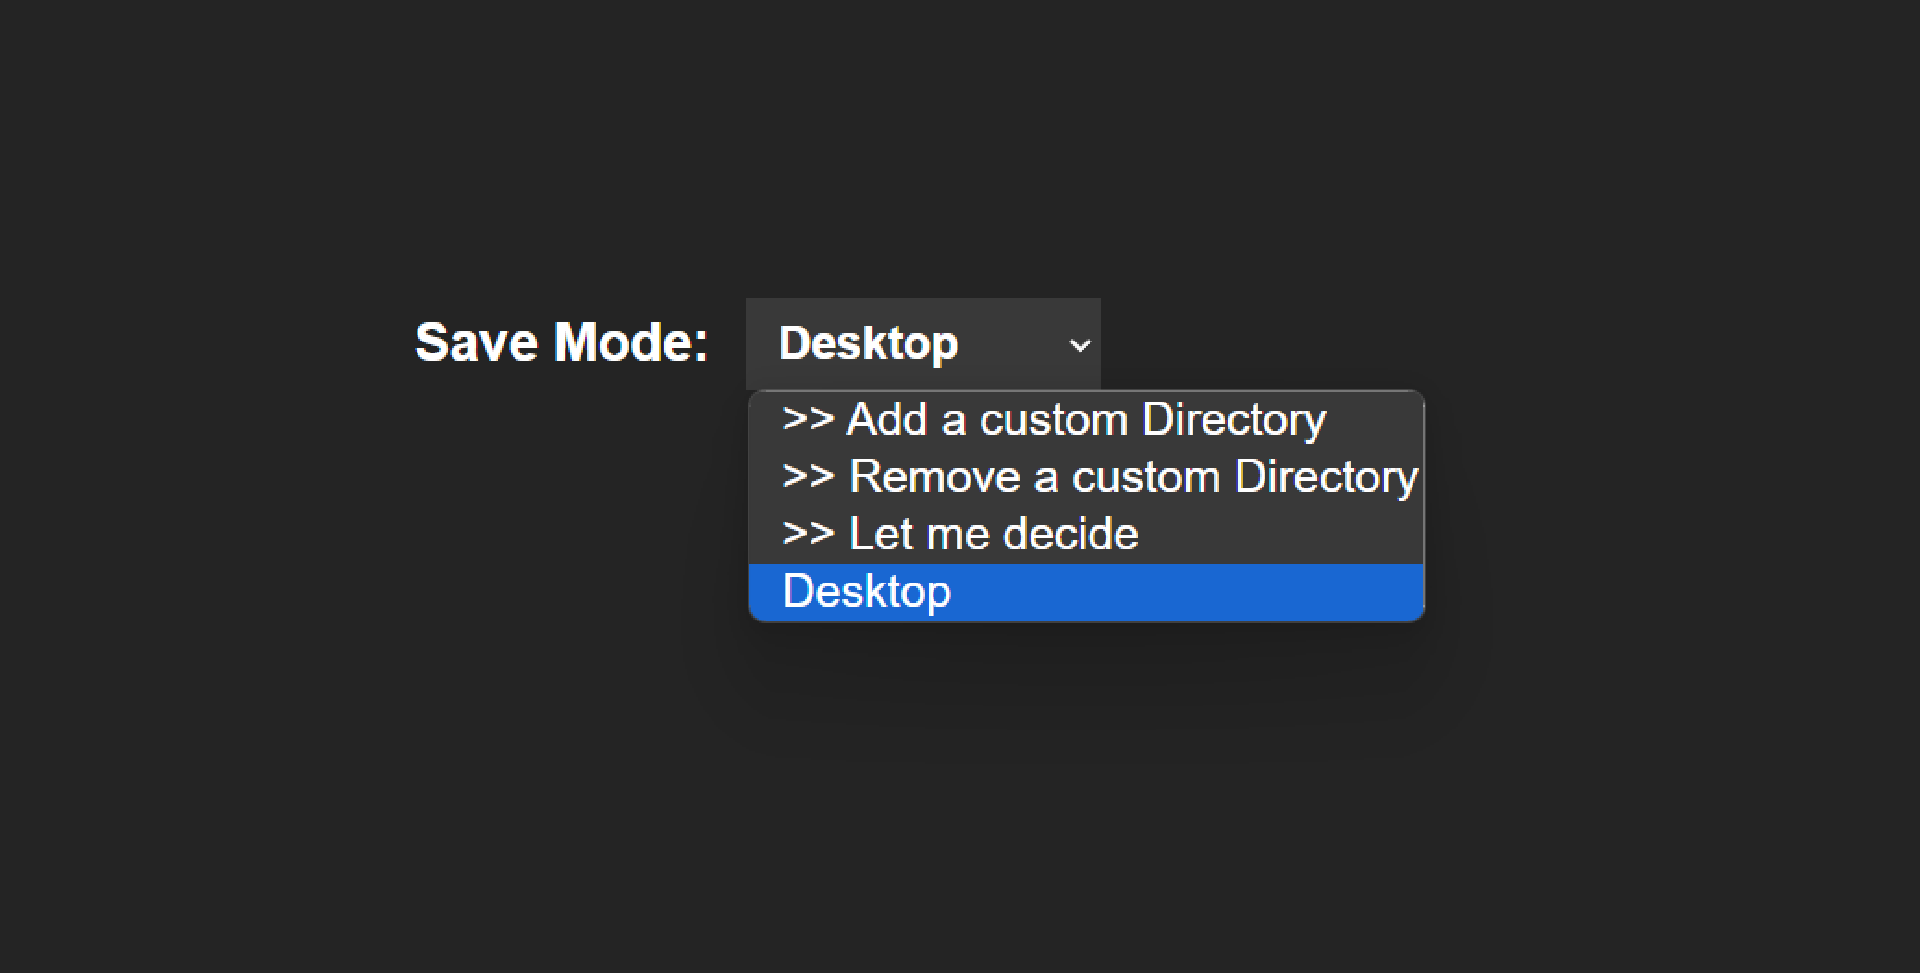 Save Mode: Desktop
>> Add a custom Directory
>> Remove a custom Directory
>> Let me decide
Desktop